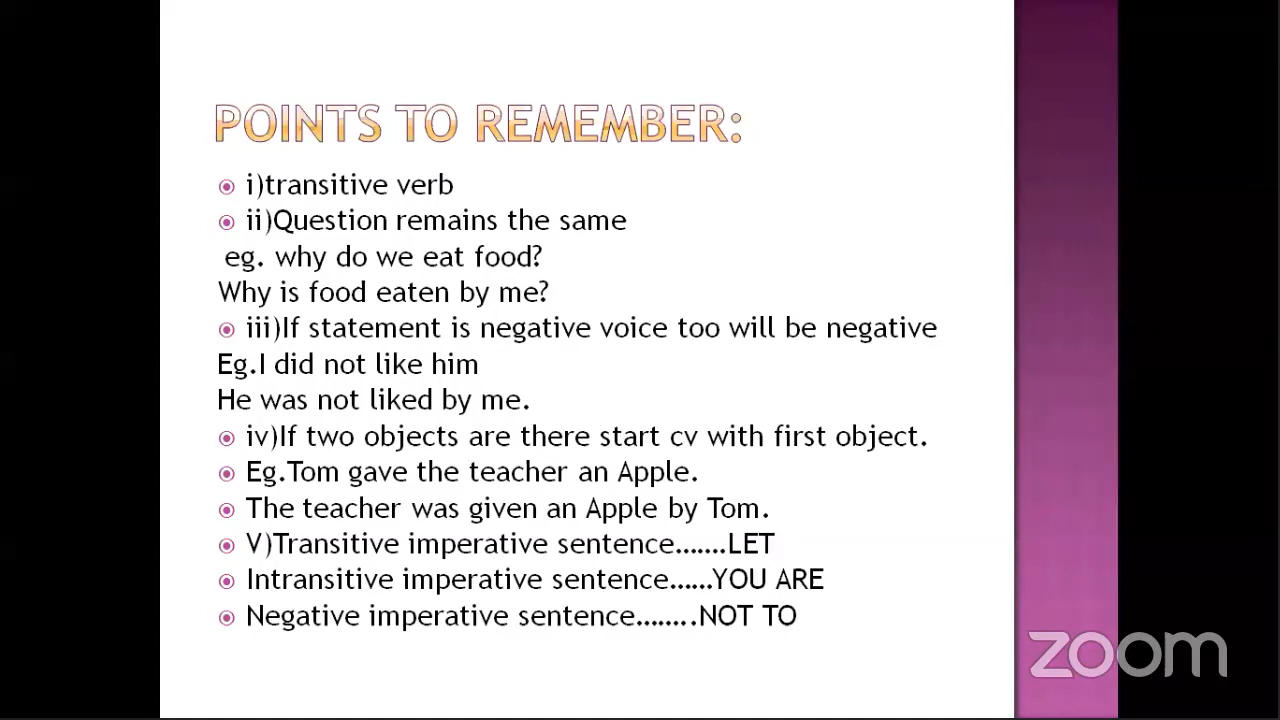 POINTS TO REMEMBER:
i)transitive verb
ii)Question remains the same
eg. why do we eat food?
Why is food eaten by me?
iii)If statement is negative voice too will be negative
Eg.I did not like him
He was not liked by me.
iv)If two objects are there start cv with first object.
Eg.Tom gave the teacher an Apple.
The teacher was given an Apple by Tom.
V)Transitive imperative sentence…….LET
Intransitive imperative sentence……YOU ARE
Negative imperative sentence……..NOT TO
zoom